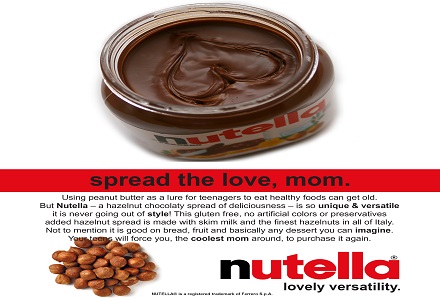 nutella
spread the love, mom.
Using peanut butter as a lure for teenagers to eat healthy foods can get old.
But Nutella – a hazelnut chocolaty spread of deliciousness – is so unique & versatile
it is never going out of style! This gluten free, no artificial colors or preservatives
added hazelnut spread is made with skim milk and the finest hazelnuts in all of Italy.
Not to mention it is good on bread, fruit and basically any dessert you can imagine.
Your teens will force you, the coolest mom around, to purchase it again.
nutella®
lovely versatility.
NUTELLA® is a registered trademark of Ferrero S.p.A.